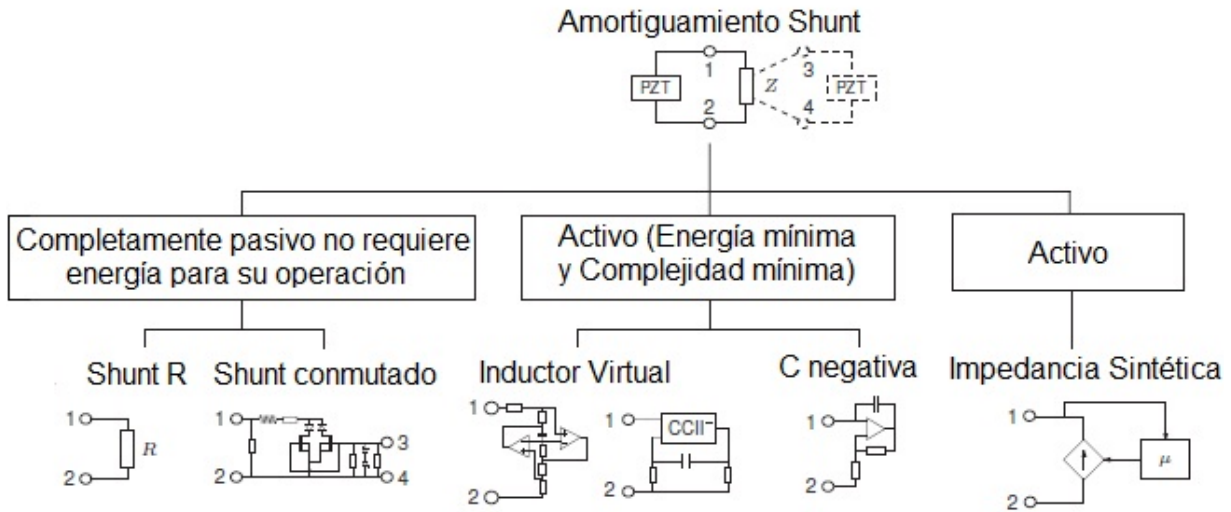 Amortiguamiento Shunt
1 3
PZT Z PZT
2 4
Completamente pasivo no requiere
energía para su operación
Activo (Energía mínima
y Complejidad mínima)
Activo
Shunt R
Shunt conmutado
Inductor Virtual
C negativa
Impedancia Sintética
1
R
2
1
3
2
4
1
2
1
CCII−
2
1
2
1
μ
2